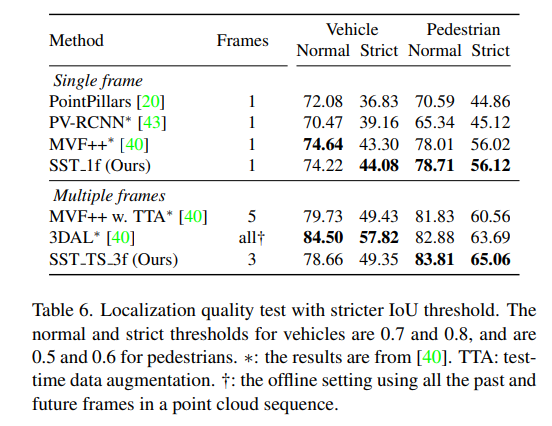 Method Frames Vehicle Pedestrian
Normal Strict Normal Strict
Single frame
PointPillars [20] 1 72.08 36.83 70.59 44.86
PV-RCNN* [43] 1 70.47 39.16 65.34 45.12
MVF++* [40] 1 74.64 43.30 78.01 56.02
SST_1f (Ours) 1 74.22 44.08 78.71 56.12
Multiple frames
MVF++ w. TTA* [40] 5 79.73 49.43 81.83 60.56
3DAL* [40] all† 84.50 57.82 82.88 63.69
SST_TS_3f (Ours) 3 78.66 49.35 83.81 65.06
Table 6. Localization quality test with stricter IoU threshold. The
normal and strict thresholds for vehicles are 0.7 and 0.8, and are
0.5 and 0.6 for pedestrians. *: the results are from [40]. TTA: test-
time data augmentation. †: the offline setting using all the past and
future frames in a point cloud sequence.